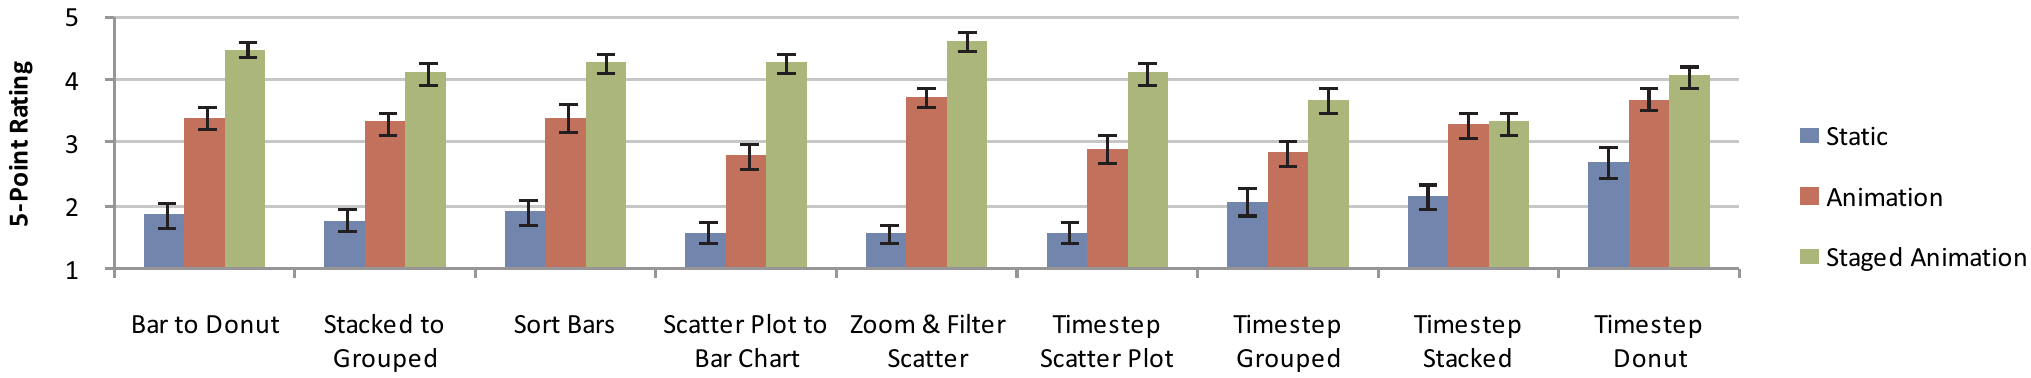 5-Point Rating
5
4
3
2
1
Bar to Donut
Stacked to
Grouped
Sort Bars
Scatter Plot to
Bar Chart
Zoom & Filter
Scatter
Timestep
Scatter Plot
Timestep
Grouped
Timestep
Stacked
Timestep
Donut
Static
Animation
Staged Animation